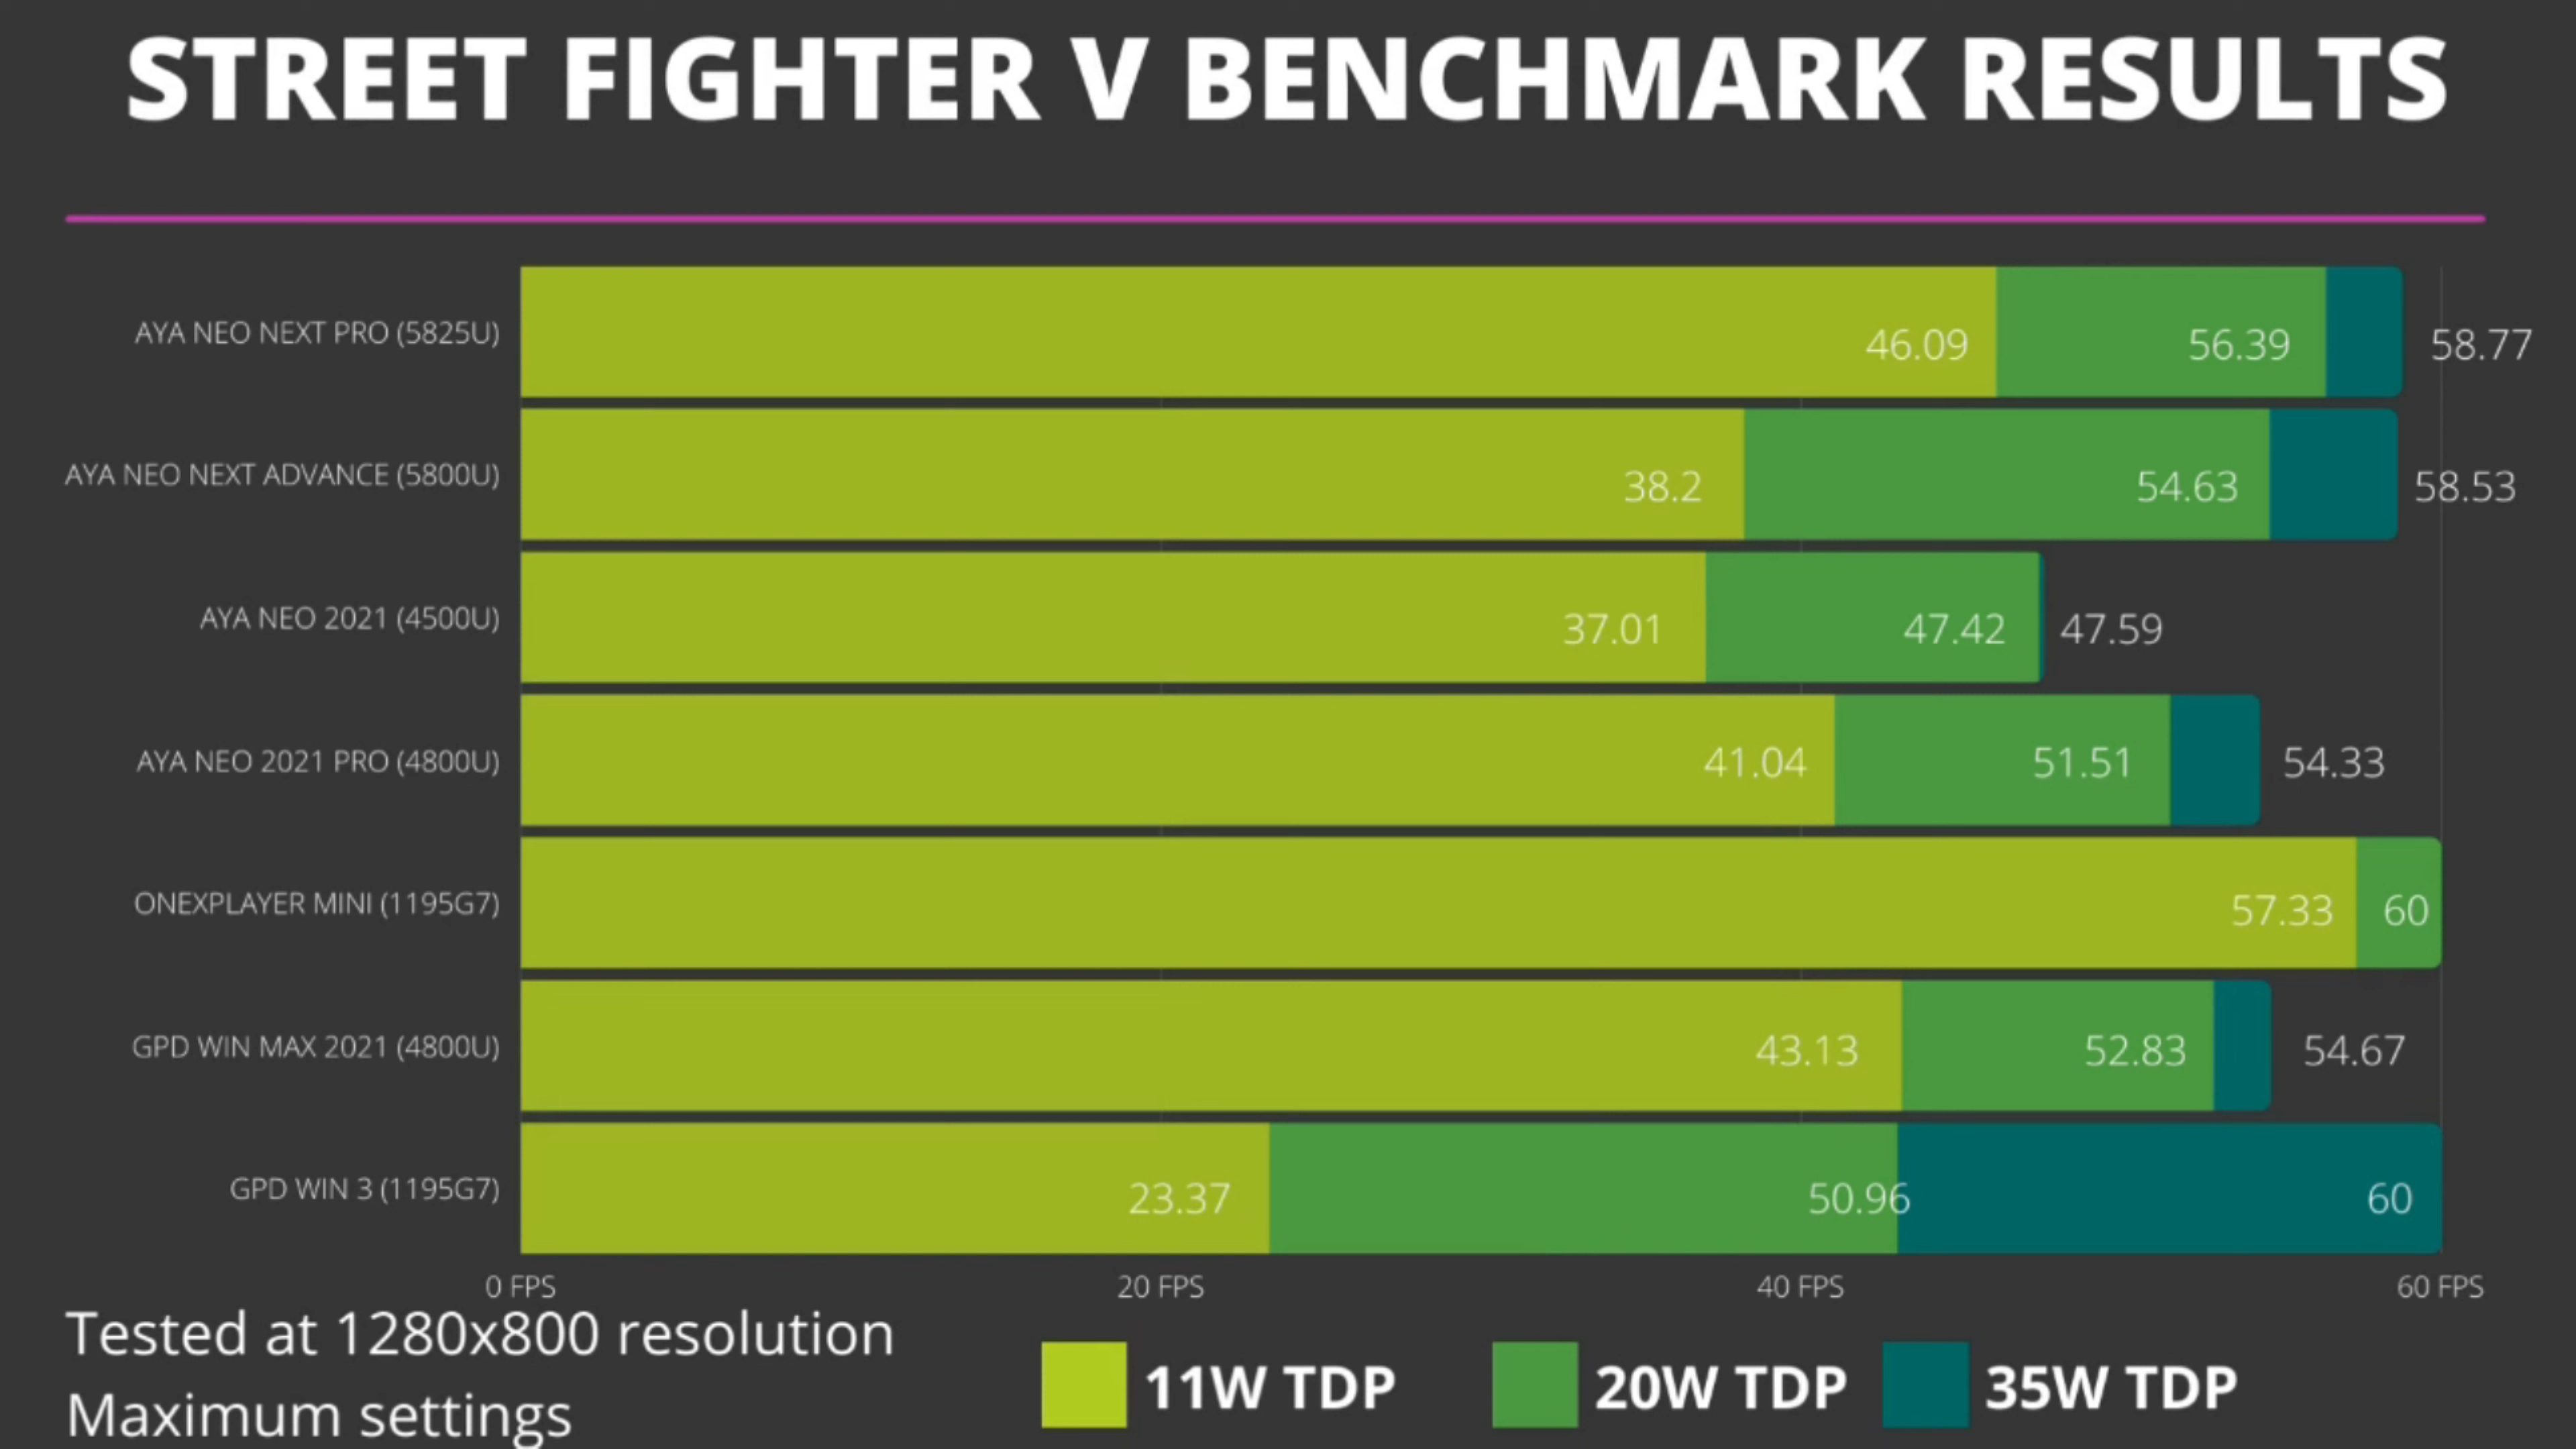 STREET FIGHTER V BENCHMARK RESULTS
AYA NEO NEXT PRO (5825U) 46.09 56.39 58.77
AYA NEO NEXT ADVANCE (5800U) 38.2 54.63 58.53
AYA NEO 2021 (4500U) 37.01 47.42 47.59
AYA NEO 2021 PRO (4800U) 41.04 51.51 54.33
ONEXPLAYER MINI (1195G7) 57.33 60
GPD WIN MAX 2021 (4800U) 43.13 52.83 54.67
GPD WIN 3 (1195G7) 23.37 50.96 60
0 FPS 20 FPS 40 FPS 60 FPS
Tested at 1280x800 resolution
Maximum settings
11W TDP 20W TDP 35W TDP